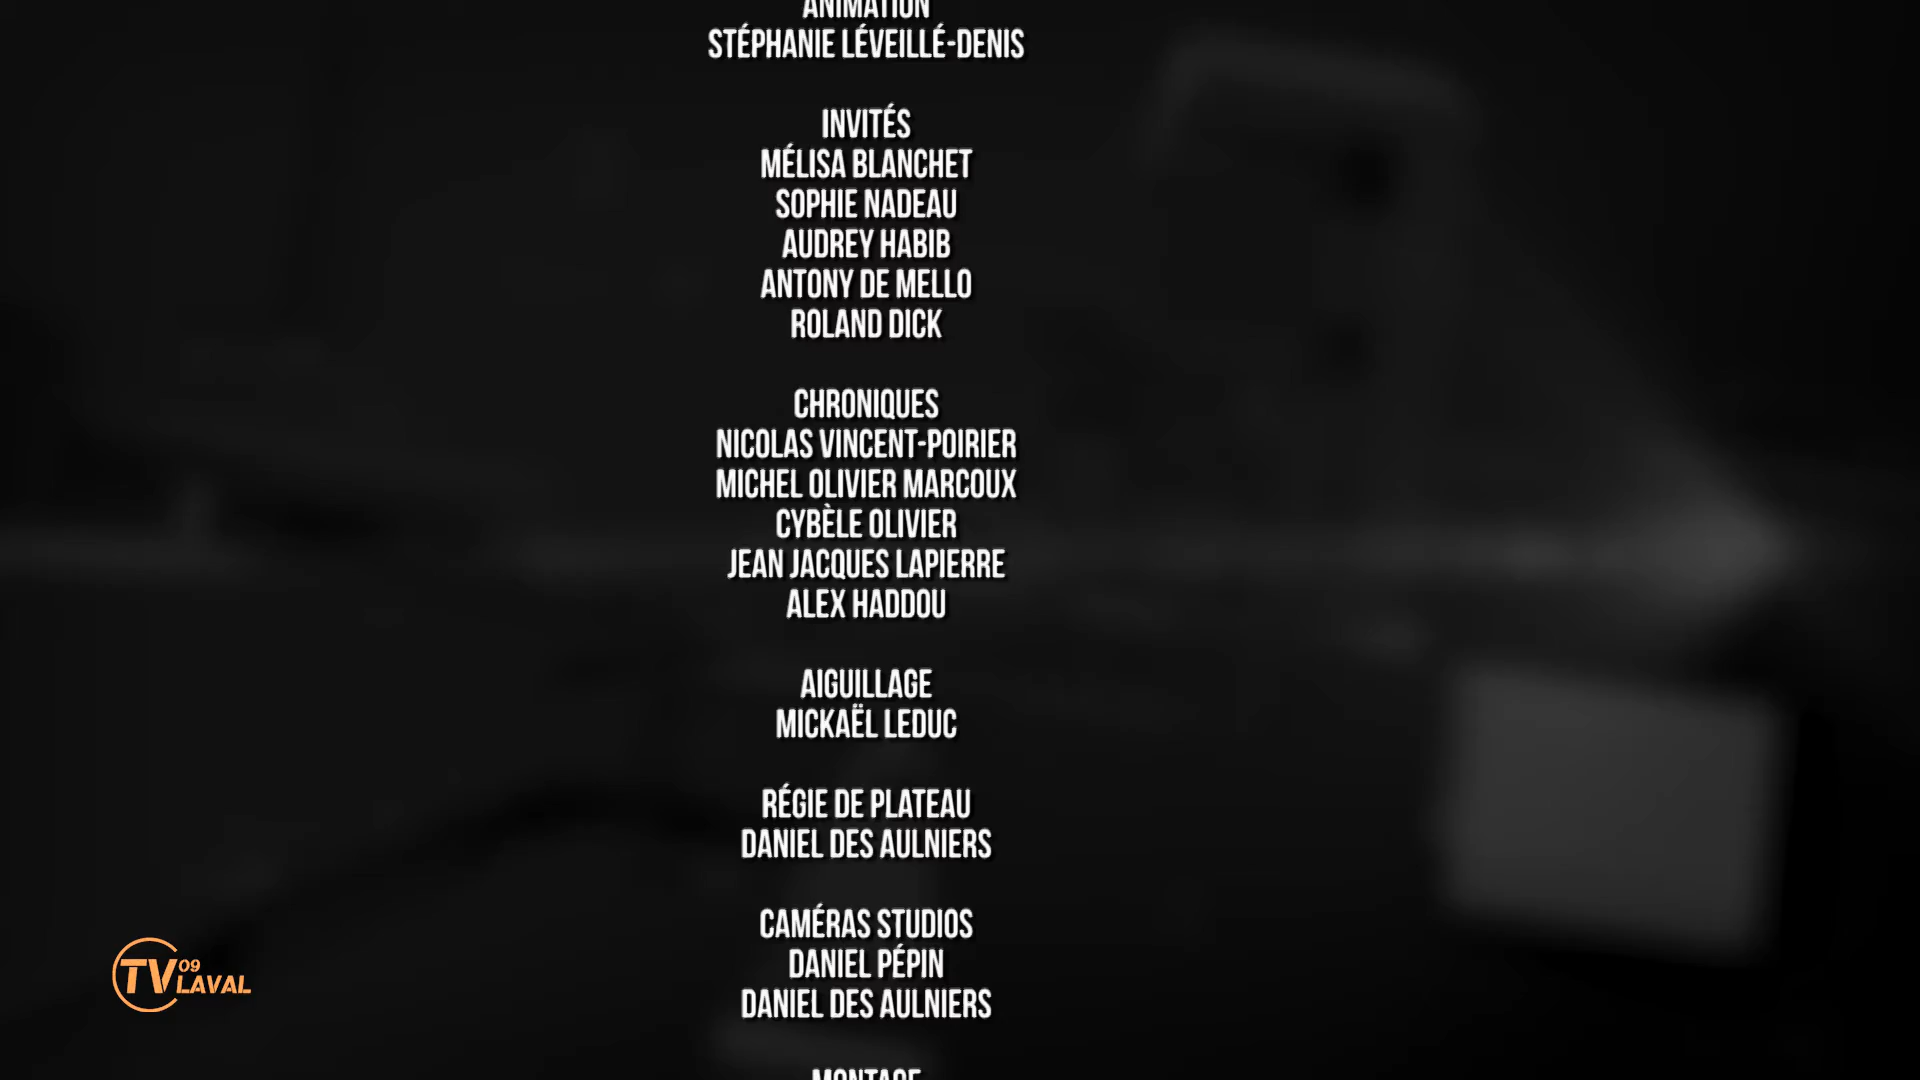 ANIMATION
STÉPHANIE LÉVEILLÉ-DENIS
INVITÉS
MÉLISA BLANCHET
SOPHIE NADEAU
AUDREY HABIB
ANTONY DE MELLO
ROLAND DICK
CHRONIQUES
NICOLAS VINCENT-POIRIER
MICHEL OLIVIER MARCOUX
CYBÈLE OLIVIER
JEAN JACQUES LAPIERRE
ALEX HADDOU
AIGUILLAGE
MICKAËL LEDUC
RÉGIE DE PLATEAU
DANIEL DES AULNIERS
CAMÉRAS STUDIOS
DANIEL PÉPIN
DANIEL DES AULNIERS
MONTAGE
TV 09 LAVAL